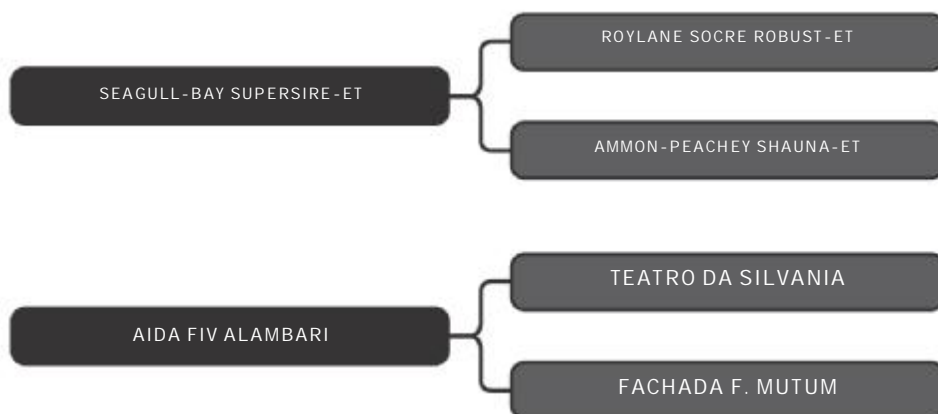 ROYLANE SOCRE ROBUST-ET
SEAGULL-BAY SUPERSIRE-ET
AMMON-PEACHEY SHAUNA-ET
TEATRO DA SILVANIA
AIDA FIV ALAMBARI
FACHADA F. MUTUM